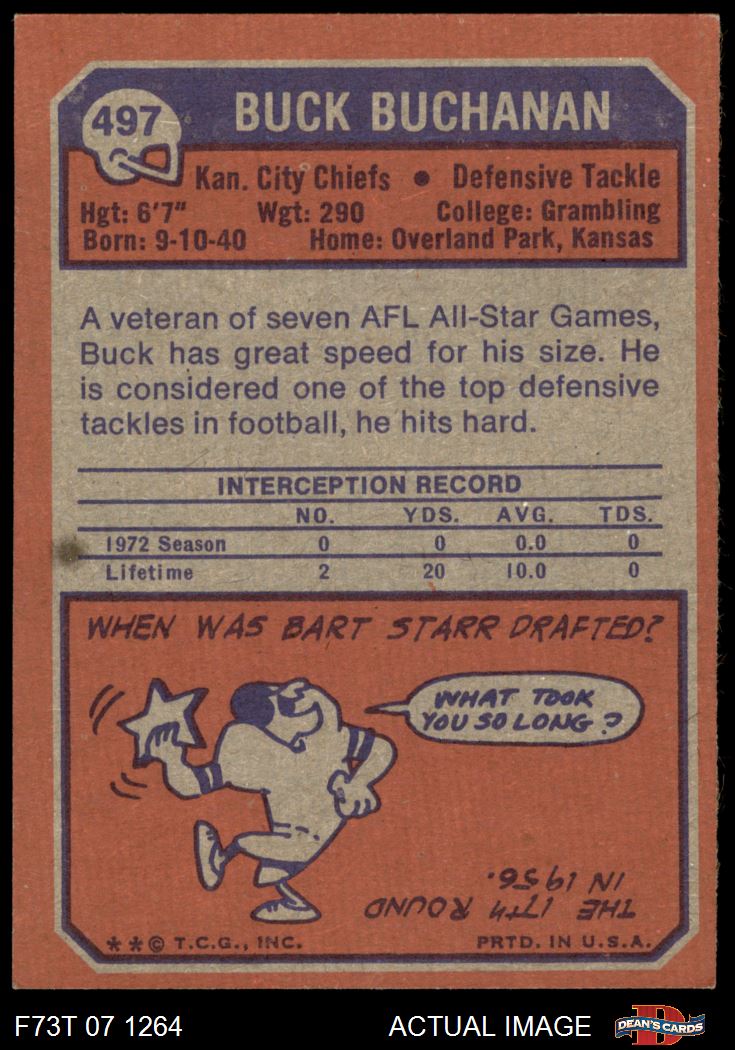 497
BUCK BUCHANAN
Kan. City Chiefs ● Defensive Tackle
Hgt: 6'7" Wgt: 290 College: Grambling
Born: 9-10-40 Home: Overland Park, Kansas
A veteran of seven AFL All-Star Games,
Buck has great speed for his size. He
is considered one of the top defensive
tackles in football, he hits hard.
INTERCEPTION RECORD
NO. YDS. AVG. TDS.
1972 Season 0 0 0.0 0
Lifetime 2 20 10.0 0
WHEN WAS BART STARR DRAFTED?
WHAT TOOK
YOU SO LONG?
THE 17TH ROUND
IN 1956.
**© T.C.G., INC. PRTD. IN U.S.A.
F73T 07 1264 ACTUAL IMAGE
D
DEAN'S CARDS